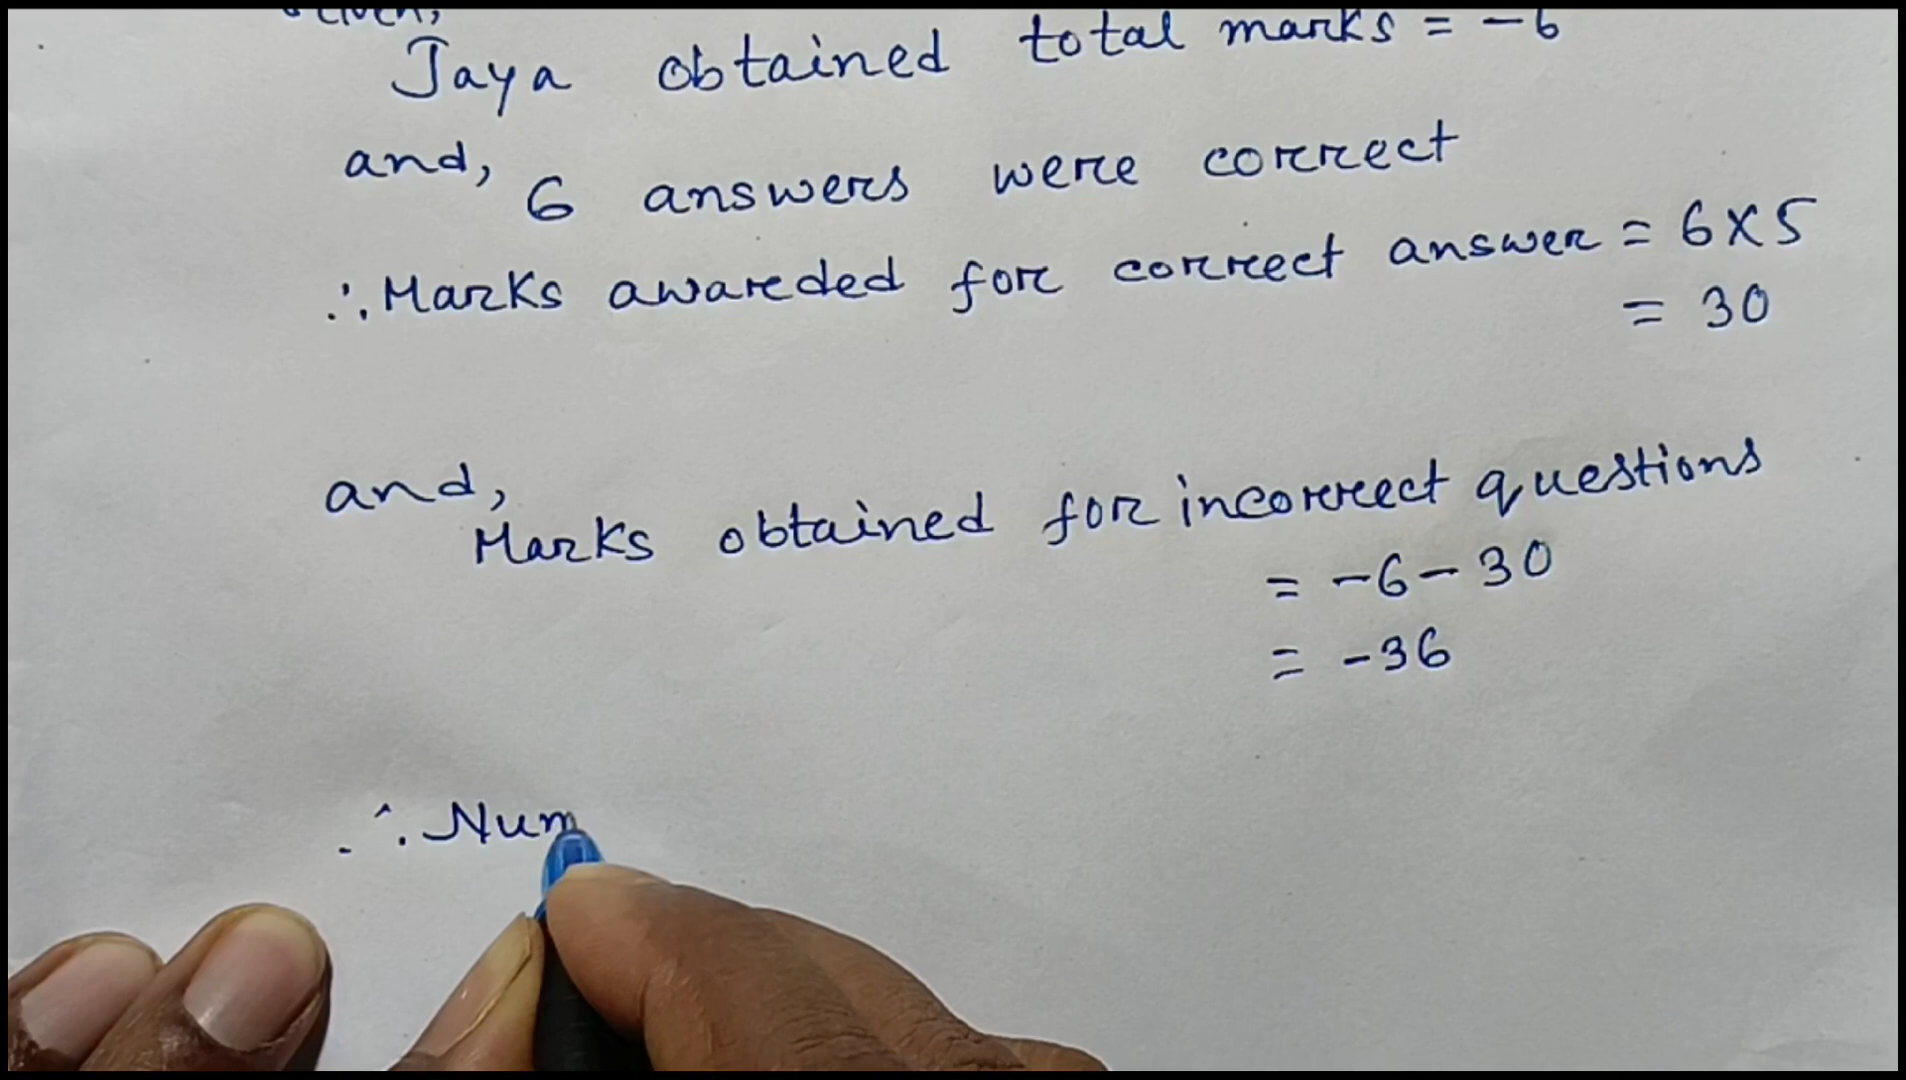 Given,
Jaya obtained total marks = -6
and,
6 answers were correct
∴ Marks awarded for correct answer = 6×5
= 30
and,
Marks obtained for incorrect questions
= -6-30
= -36
∴ Num